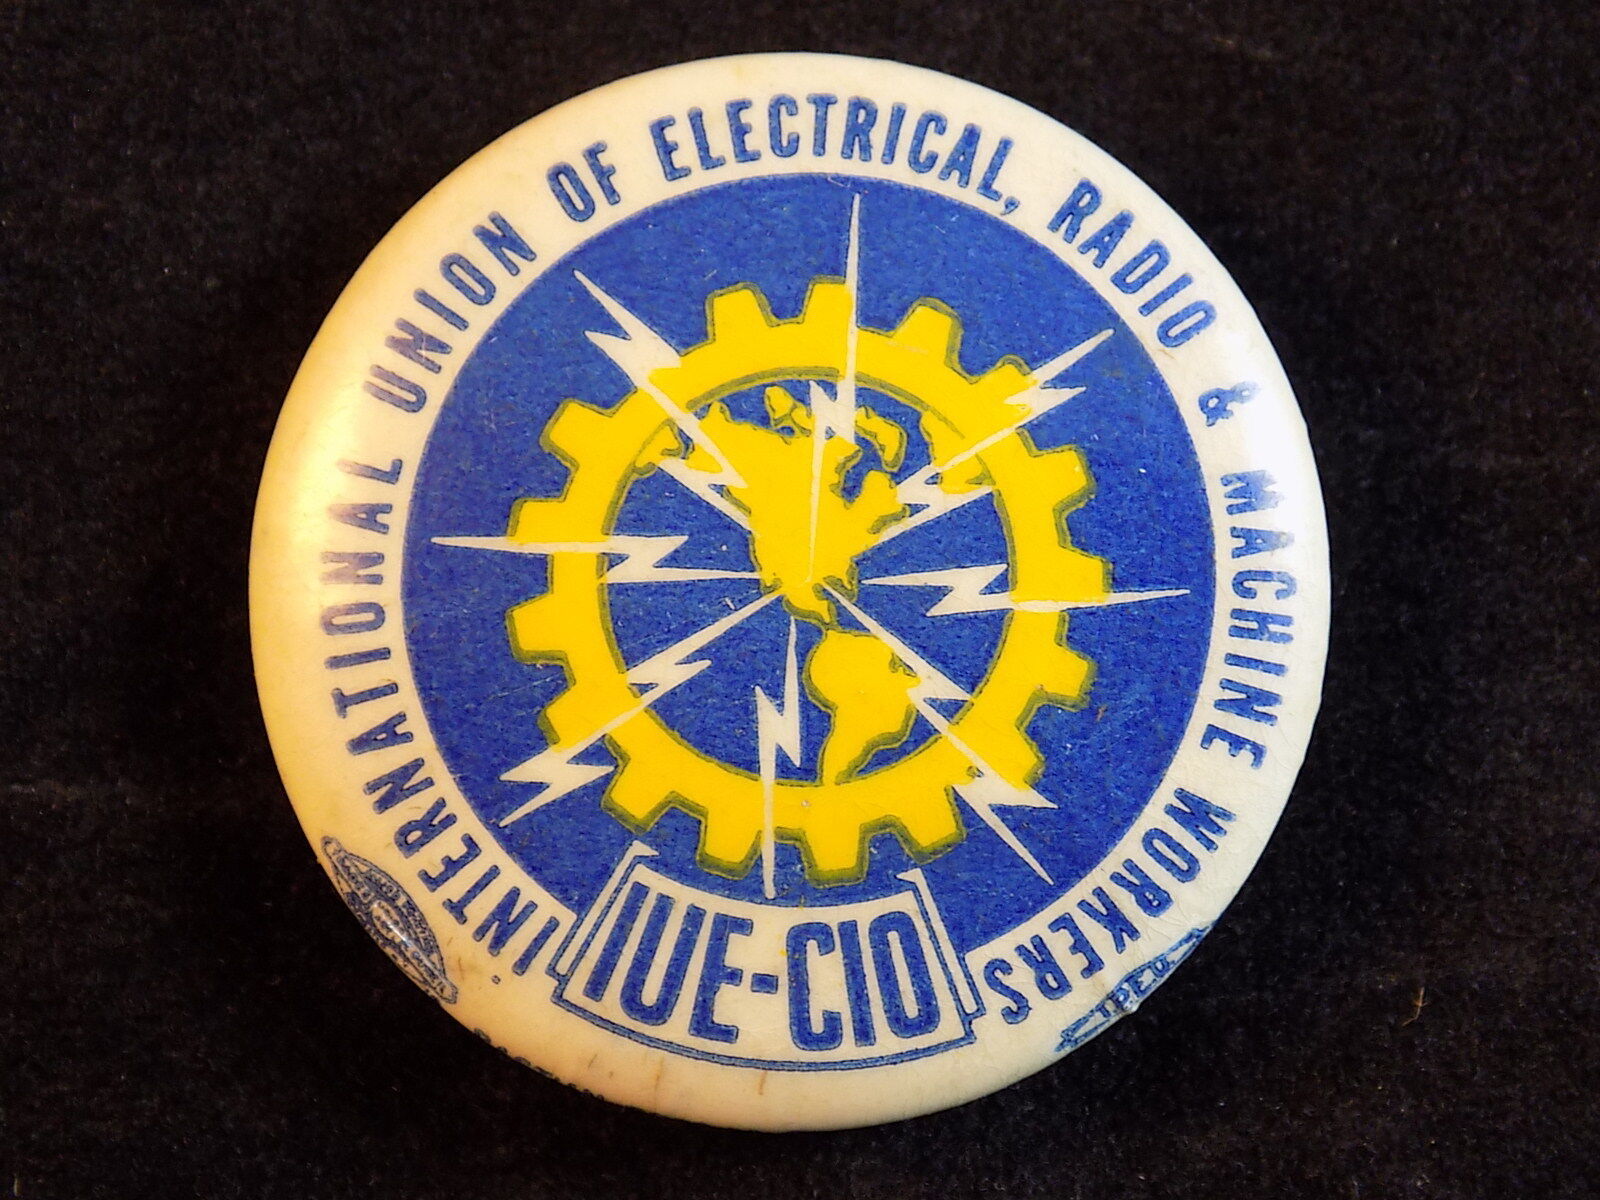 INTERNATIONAL UNION OF ELECTRICAL, RADIO & MACHINE WORKERS
IUE-CIO